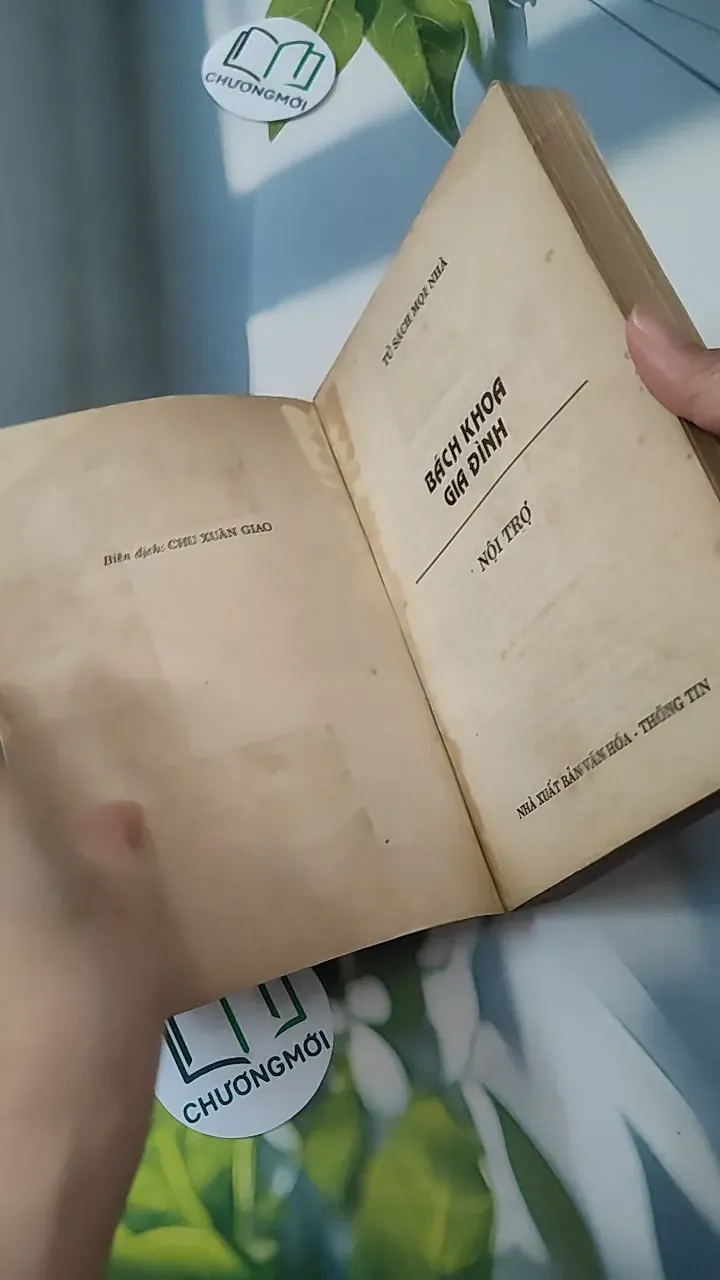 CHƯƠNGMỚI
Biên dịch: CHU XUÂN GIAO
TỦ SÁCH MỌI NHÀ
BÁCH KHOA
GIA ĐÌNH
NỘI TRỢ
NHÀ XUẤT BẢN VĂN HÓA - THÔNG TIN
CHƯƠNGMỚI